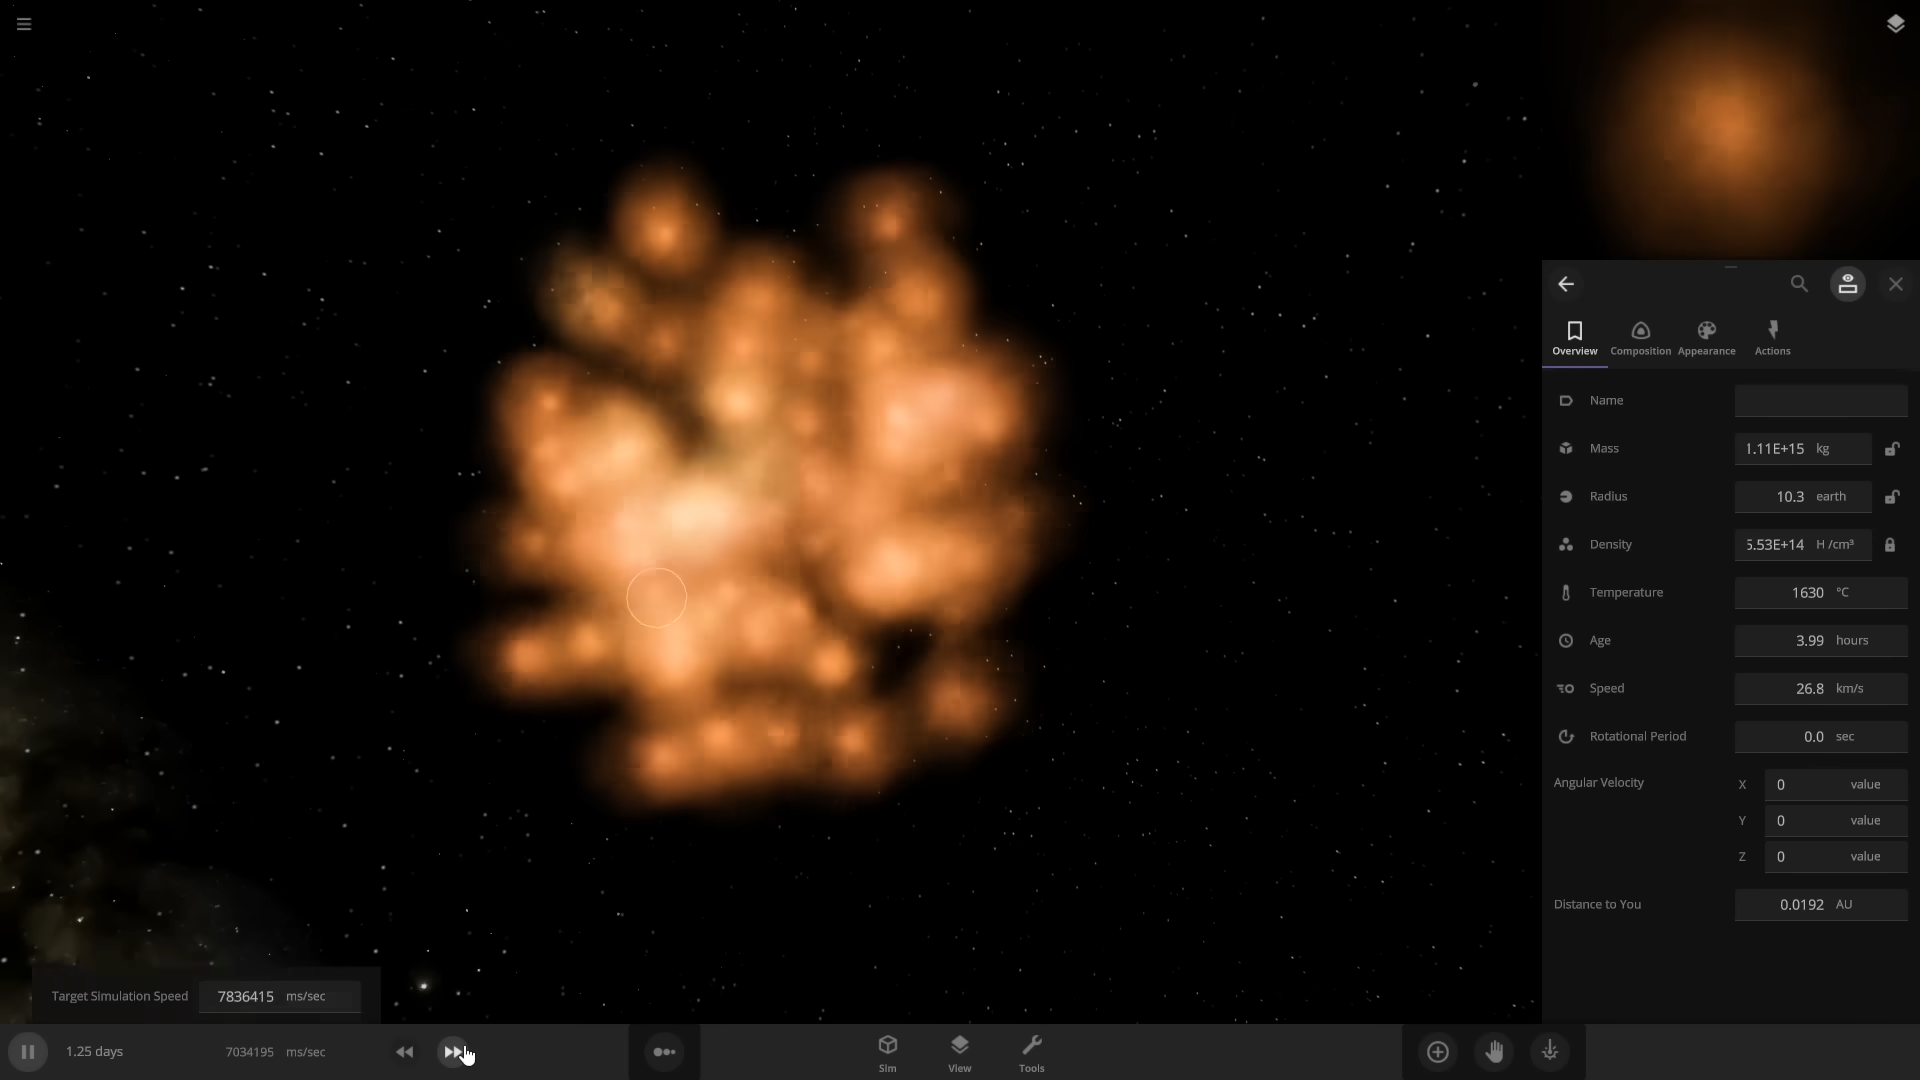 Overview Composition Appearance Actions
Name
Mass 1.11E+15 kg
Radius 10.3 earth
Density 5.53E+14 H /cm³
Temperature 1630 °C
Age 3.99 hours
Speed 26.8 km/s
Rotational Period 0.0 sec
Angular Velocity X 0 value
Y 0 value
Z 0 value
Distance to You 0.0192 AU
Target Simulation Speed 7836415 ms/sec
1.25 days 7034195 ms/sec Sim View Tools